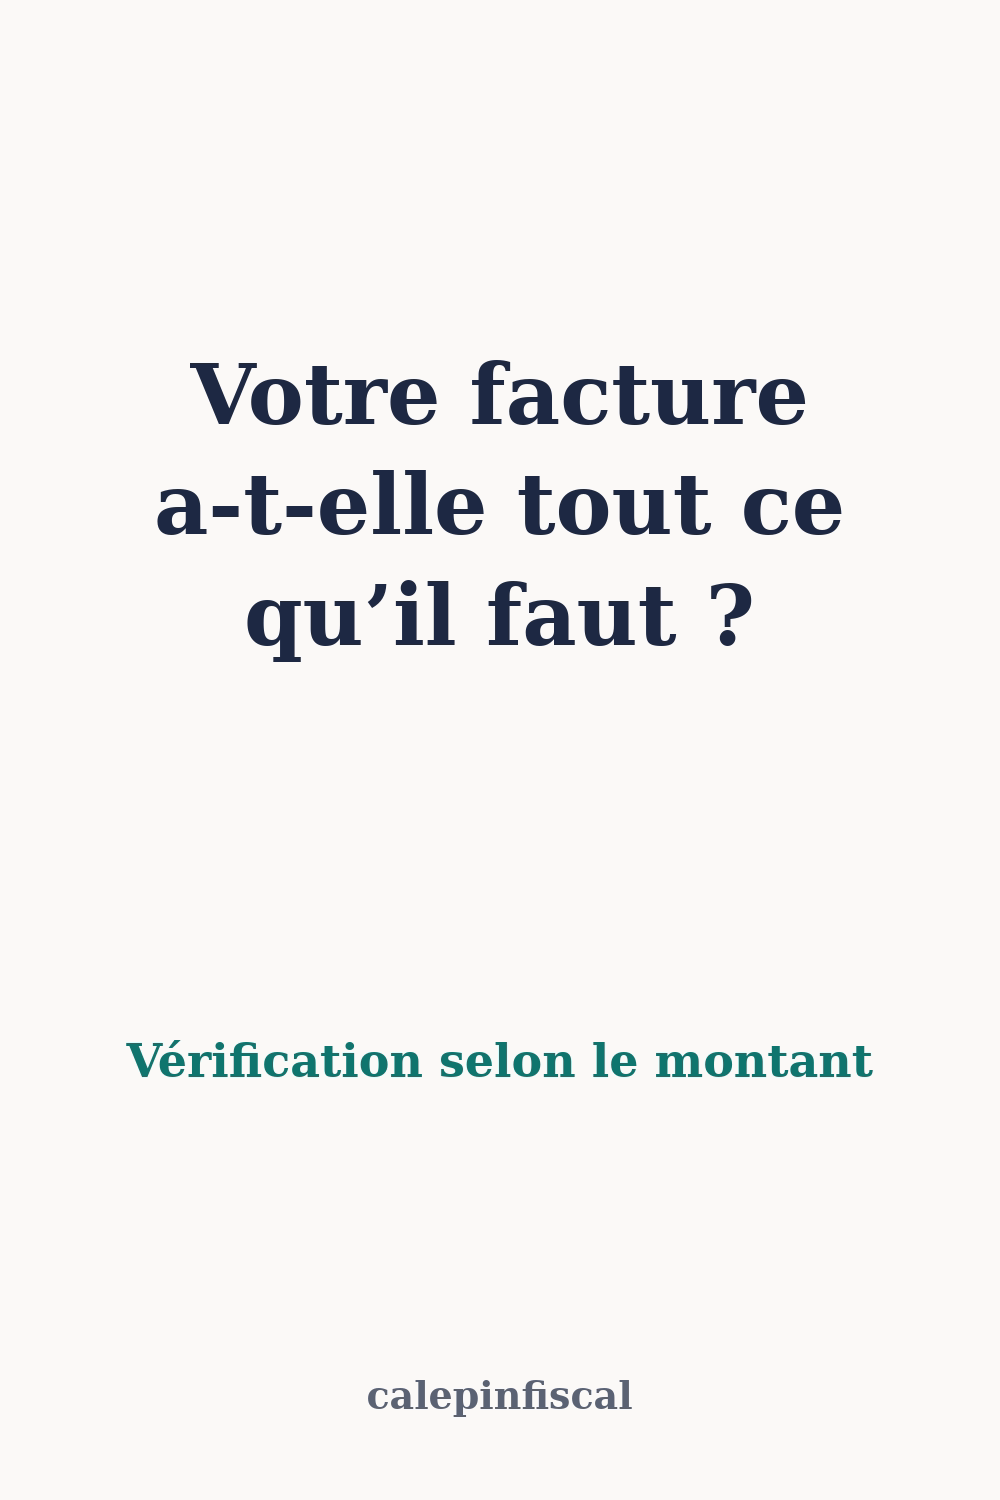 Votre facture
a-t-elle tout ce
qu’il faut ?
Vérification selon le montant
calepinfiscal